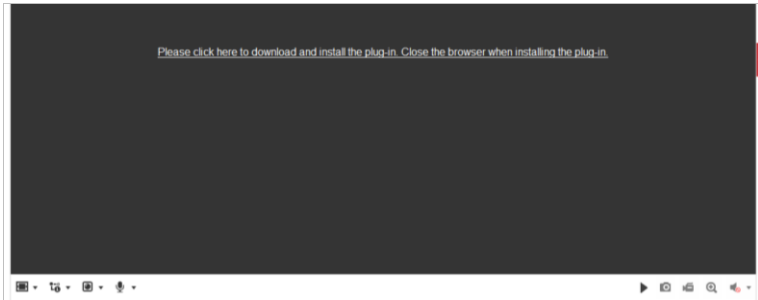 Please click here to download and install the plug-in. Close the browser when installing the plug-in.